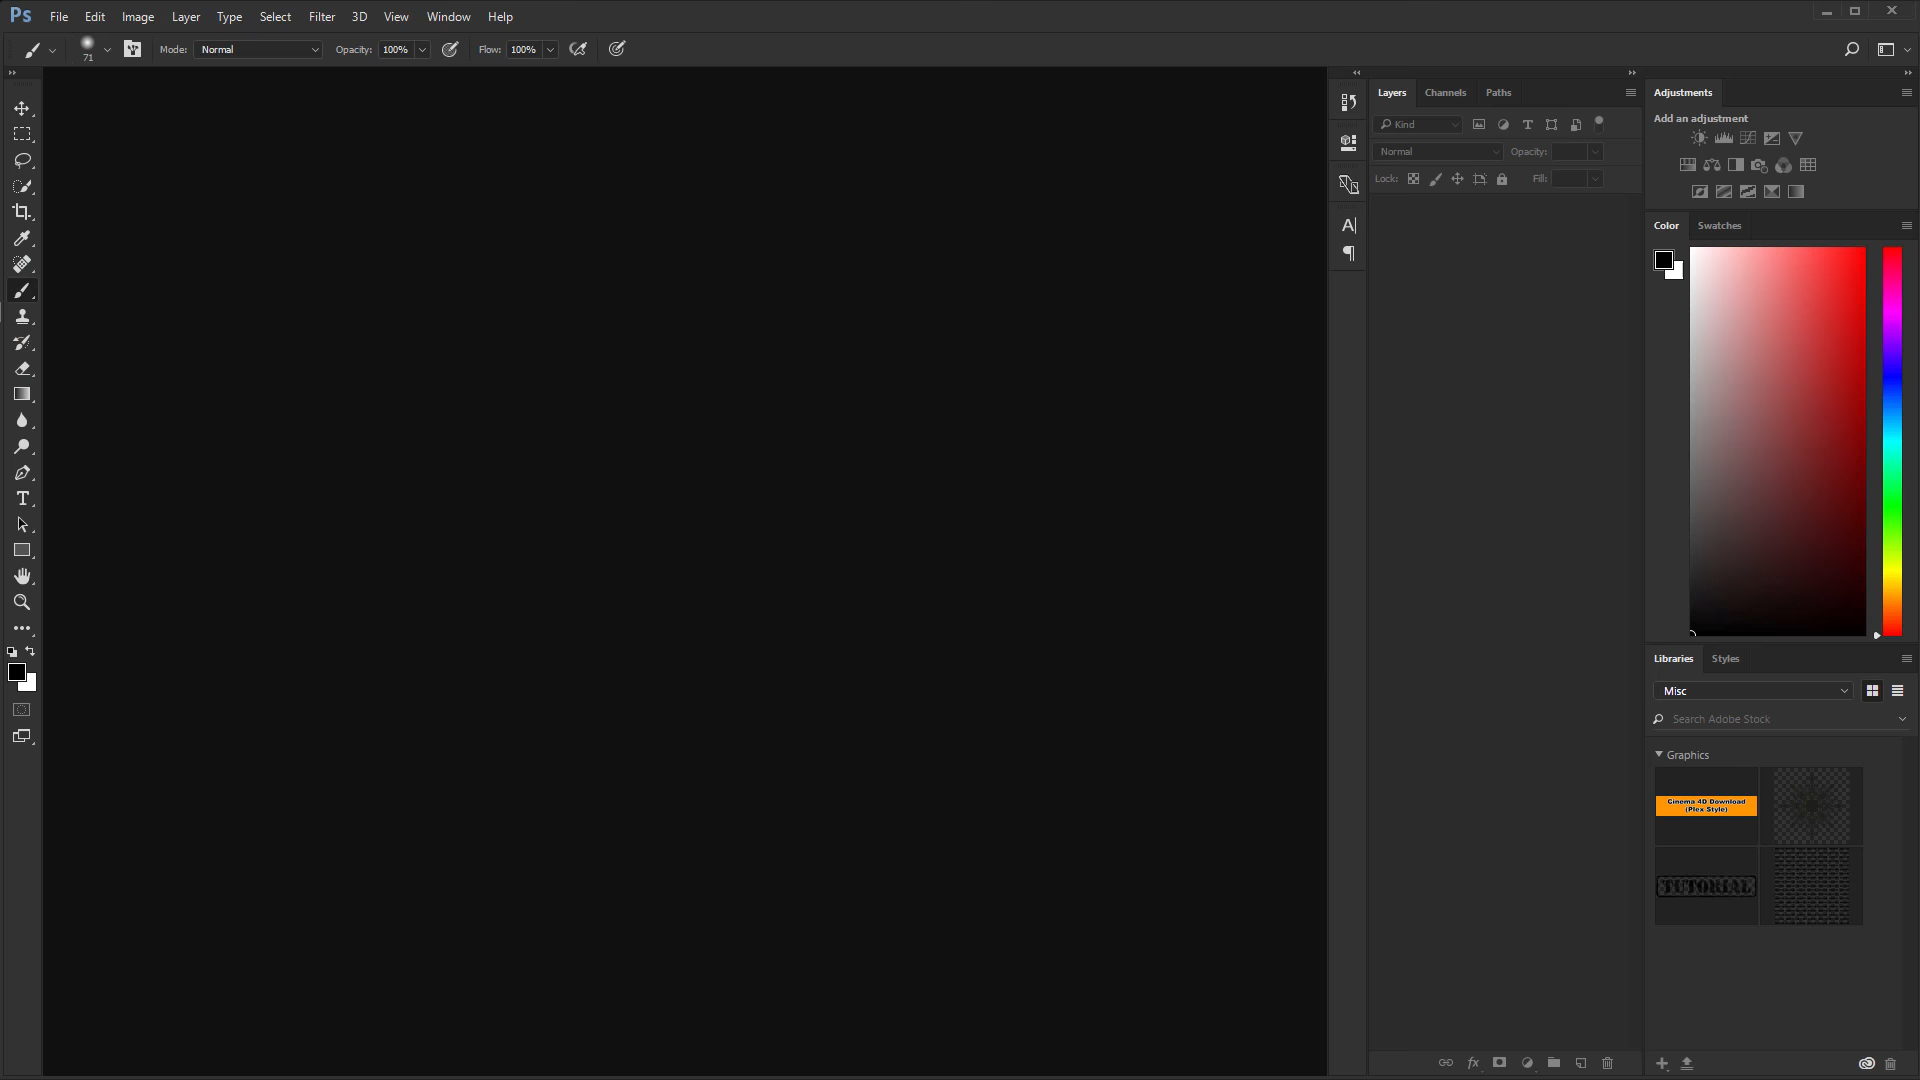 Ps File Edit Image Layer Type Select Filter 3D View Window Help
71 Mode: Normal Opacity: 100% Flow: 100%
Layers Channels Paths
Kind
Normal Opacity:
Lock: Fill:
A
Adjustments
Add an adjustment
Color Swatches
Libraries Styles
Misc
Search Adobe Stock
Graphics
Cinema 4D Download
(Plex Style)
TUTORIAL